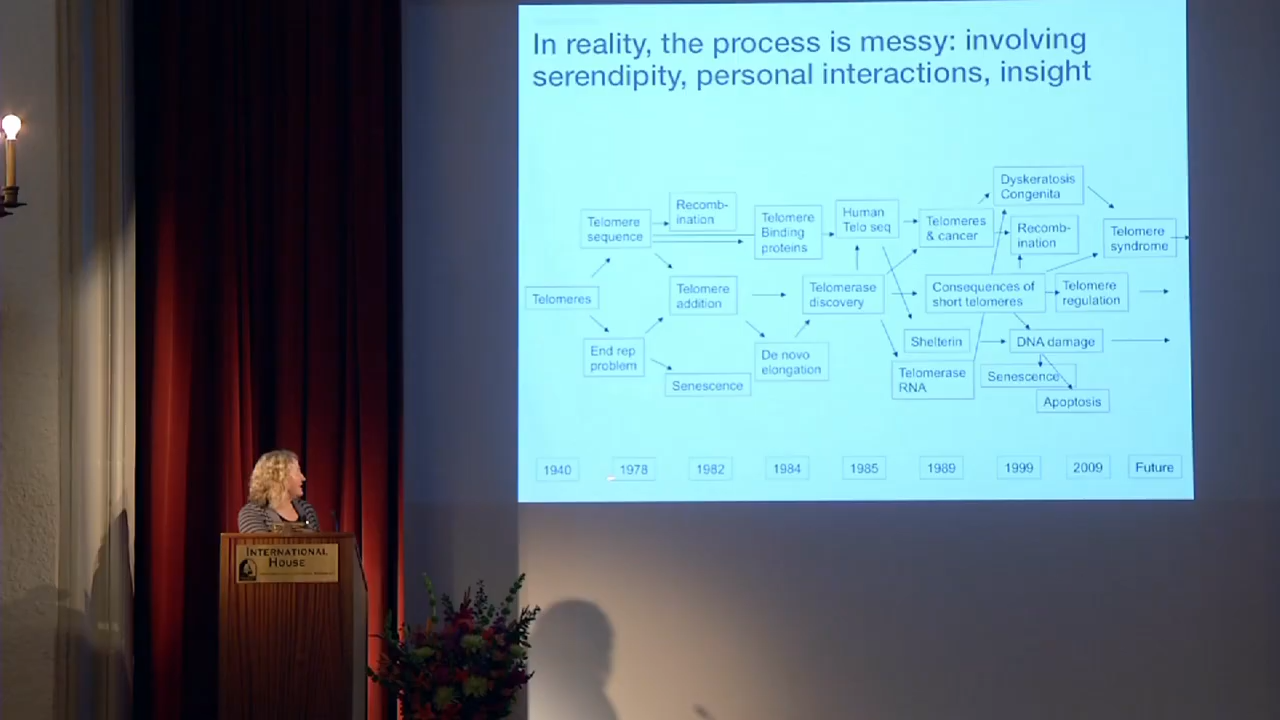 In reality, the process is messy: involving
serendipity, personal interactions, insight
Dyskeratosis
Congenita
Recomb-
ination
Telomere
sequence
Telomere
Binding
proteins
Human
Telo seq
Telomeres
& cancer
Recomb-
ination
Telomere
syndrome
Telomeres
Telomere
addition
Telomerase
discovery
Consequences of
short telomeres
Telomere
regulation
End rep
problem
Senescence
De novo
elongation
Shelterin
DNA damage
Telomerase
RNA
Senescence
Apoptosis
1940
1978
1982
1984
1985
1989
1999
2009
Future
INTERNATIONAL
HOUSE